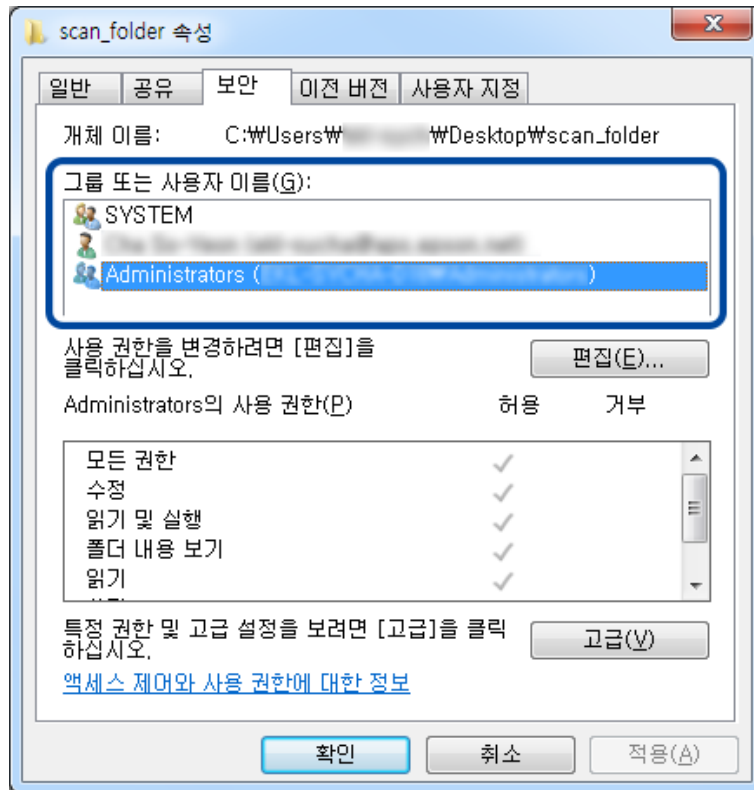 scan_folder 속성
일반 공유 보안 이전 버전 사용자 지정
개체 이름: C:₩Users₩ ₩Desktop₩scan_folder
그룹 또는 사용자 이름(G):
SYSTEM
Administrators ( )
사용 권한을 변경하려면 [편집]을
클릭하십시오.
편집(E)...
Administrators의 사용 권한(P) 허용 거부
모든 권한
수정
읽기 및 실행
폴더 내용 보기
읽기
특정 권한 및 고급 설정을 보려면 [고급]을 클릭
하십시오.
고급(V)
액세스 제어와 사용 권한에 대한 정보
확인 취소 적용(A)